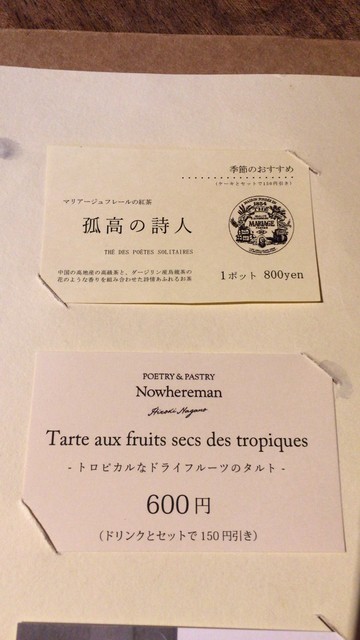 季節のおすすめ
(ケーキとセットで150円引き)
マリアージュフレールの紅茶
孤高の詩人
THÉ DES POÈTES SOLITAIRES
中国の高地産の高級茶と、ダージリン産烏龍茶の
花のような香りを組み合わせた詩情あふれるお茶
1854
MARIAGE
1ポット 800yen
POETRY & PASTRY
Nowhereman
Hiroshi Nagano
Tarte aux fruits secs des tropiques
- トロピカルなドライフルーツのタルト -
600円
(ドリンクとセットで150円引き)